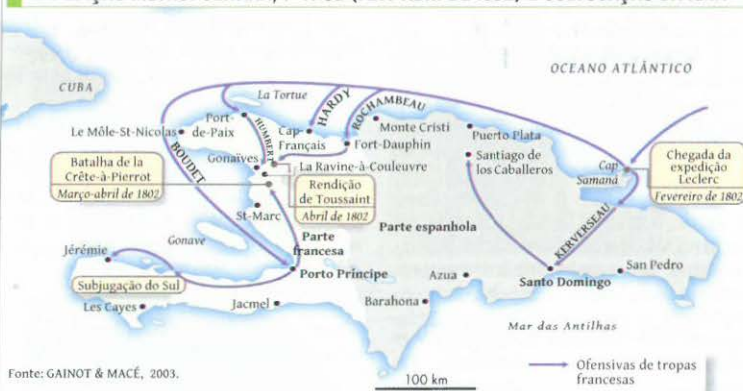 OCEANO ATLÂNTICO
CUBA
La Tortue
HARDY
ROCHAMBEAU
Port-
de-Paix
HUMBERT
Cap-
Français
Monte Cristi
Puerto Plata
Le Môle-St-Nicolas
Fort-Dauphin
BOUDET
Gonaïves
La Ravine-à-Couleuvre
Santiago de
los Caballeros
Cap
Samaná
Chegada da
expedição
Leclerc
Fevereiro de 1802
Batalha de la
Crête-à-Pierrot
Março-abril de 1802
Rendição
de Toussaint
Abril de 1802
St-Marc
KERVERSEAU
Gonave
Parte
francesa
Parte espanhola
Jérémie
Porto Príncipe
Azua
Santo Domingo
San Pedro
Subjugação do Sul
Les Cayes
Jacmel
Barahona
Mar das Antilhas
Fonte: GAINOT & MACÉ, 2003.
100 km
Ofensivas de tropas
francesas